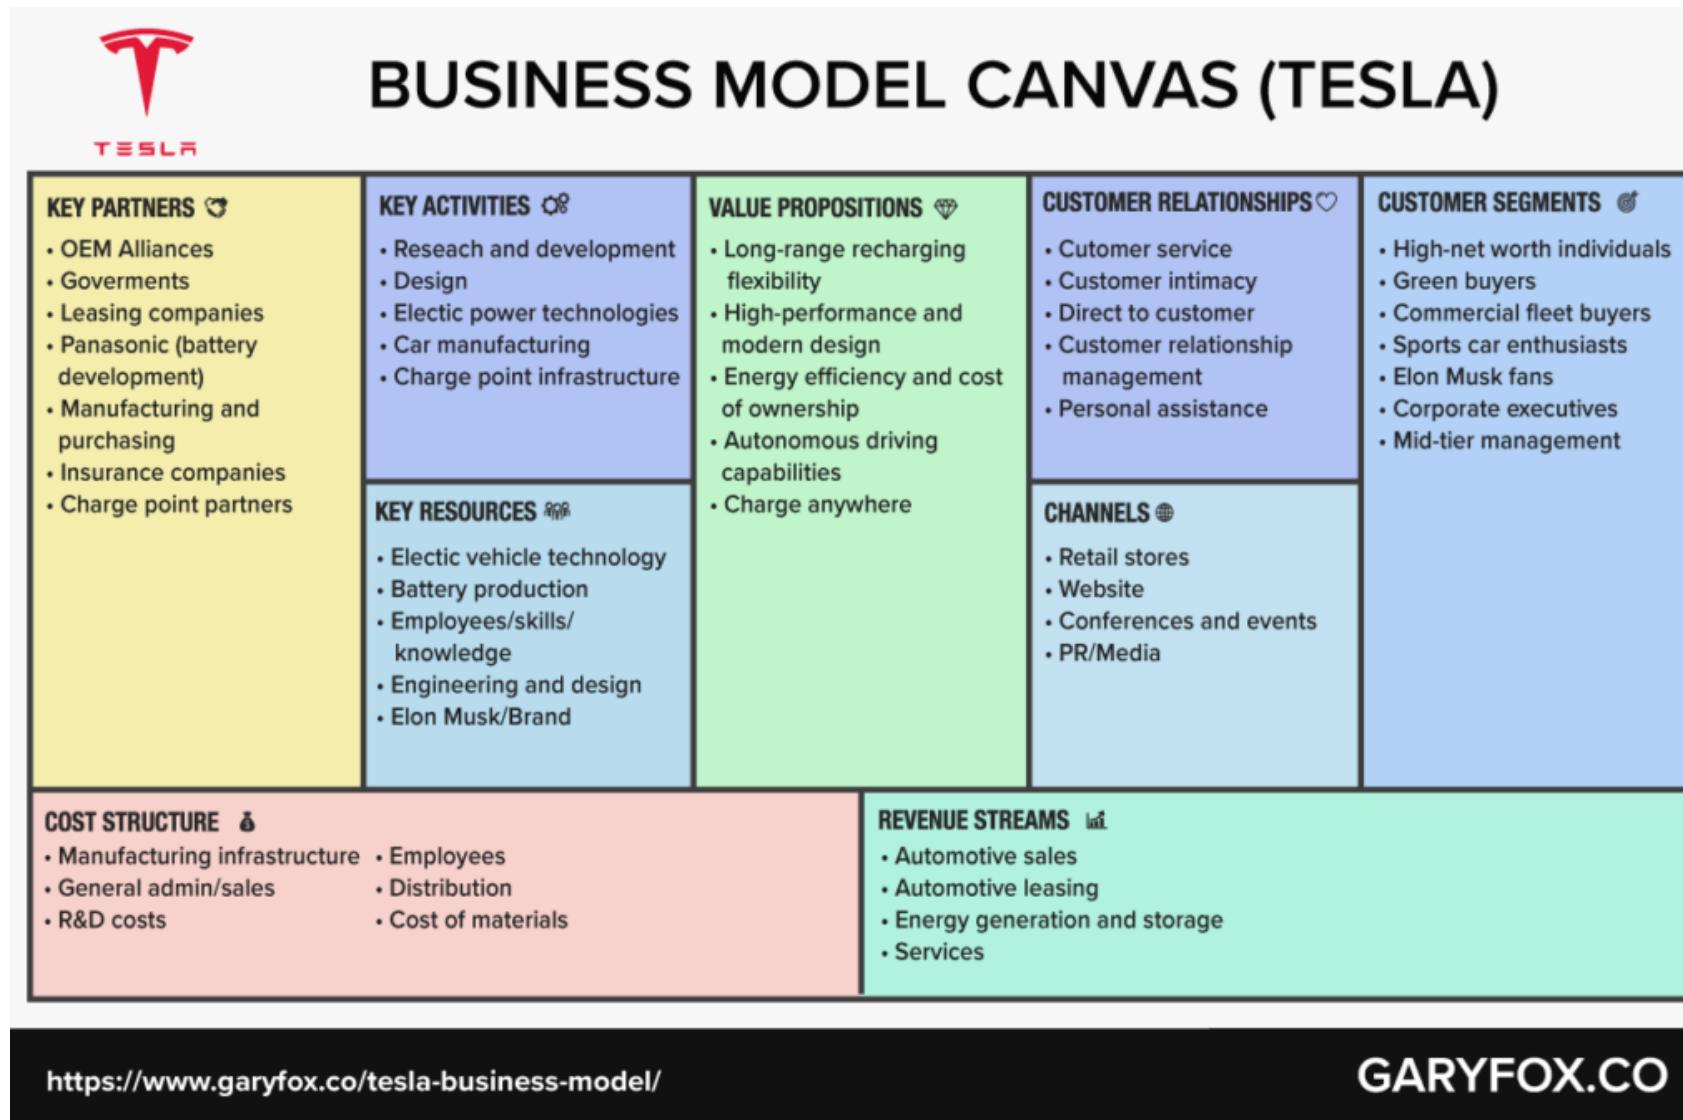 TESLA
BUSINESS MODEL CANVAS (TESLA)
KEY PARTNERS
• OEM Alliances
• Goverments
• Leasing companies
• Panasonic (battery
development)
• Manufacturing and
purchasing
• Insurance companies
• Charge point partners
KEY ACTIVITIES
• Reseach and development
• Design
• Electic power technologies
• Car manufacturing
• Charge point infrastructure
KEY RESOURCES
• Electic vehicle technology
• Battery production
• Employees/skills/
knowledge
• Engineering and design
• Elon Musk/Brand
VALUE PROPOSITIONS
• Long-range recharging
flexibility
• High-performance and
modern design
• Energy efficiency and cost
of ownership
• Autonomous driving
capabilities
• Charge anywhere
CUSTOMER RELATIONSHIPS
• Cutomer service
• Customer intimacy
• Direct to customer
• Customer relationship
management
• Personal assistance
CHANNELS
• Retail stores
• Website
• Conferences and events
• PR/Media
CUSTOMER SEGMENTS
• High-net worth individuals
• Green buyers
• Commercial fleet buyers
• Sports car enthusiasts
• Elon Musk fans
• Corporate executives
• Mid-tier management
COST STRUCTURE
• Manufacturing infrastructure
• General admin/sales
• R&D costs
• Employees
• Distribution
• Cost of materials
REVENUE STREAMS
• Automotive sales
• Automotive leasing
• Energy generation and storage
• Services
https://www.garyfox.co/tesla-business-model/
GARYFOX.CO